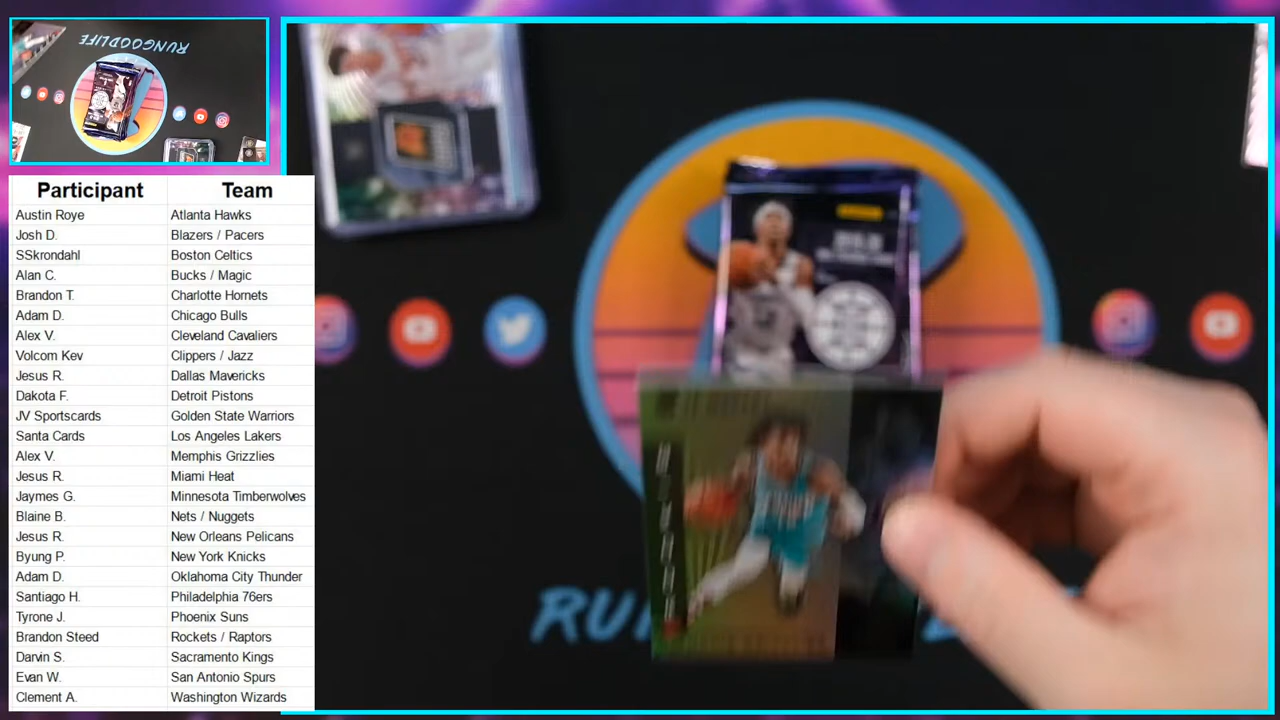 RUNGOODLIFE
Participant Team
Austin Roye Atlanta Hawks
Josh D. Blazers / Pacers
SSkrondahl Boston Celtics
Alan C. Bucks / Magic
Brandon T. Charlotte Hornets
Adam D. Chicago Bulls
Alex V. Cleveland Cavaliers
Volcom Kev Clippers / Jazz
Jesus R. Dallas Mavericks
Dakota F. Detroit Pistons
JV Sportscards Golden State Warriors
Santa Cards Los Angeles Lakers
Alex V. Memphis Grizzlies
Jesus R. Miami Heat
Jaymes G. Minnesota Timberwolves
Blaine B. Nets / Nuggets
Jesus R. New Orleans Pelicans
Byung P. New York Knicks
Adam D. Oklahoma City Thunder
Santiago H. Philadelphia 76ers
Tyrone J. Phoenix Suns
Brandon Steed Rockets / Raptors
Darvin S. Sacramento Kings
Evan W. San Antonio Spurs
Clement A. Washington Wizards
RU